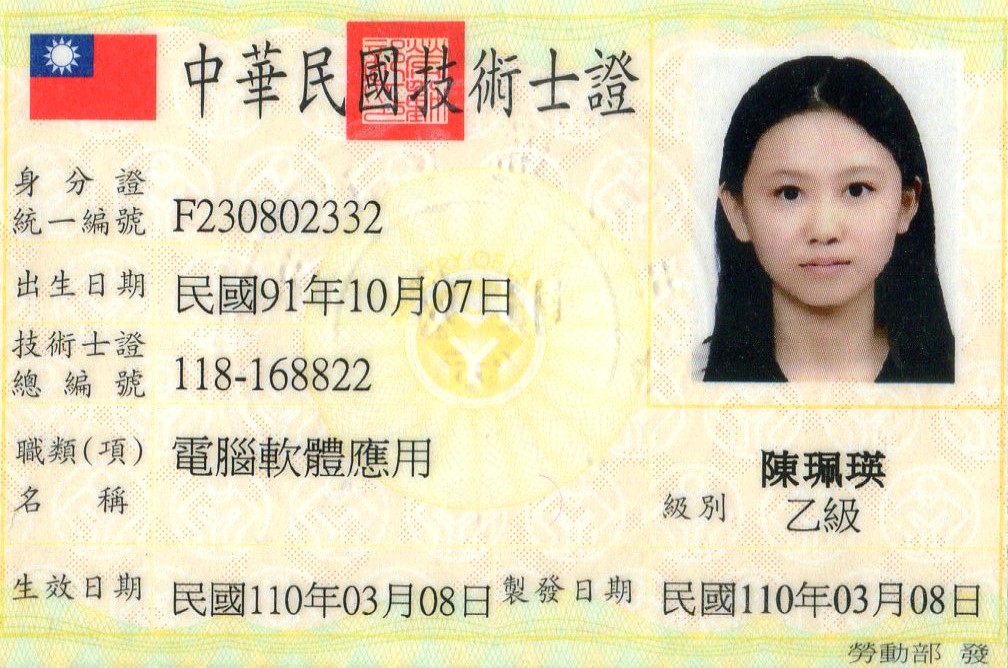 中華民國技術士證
身分證
統一編號 F230802332
出生日期 民國91年10月07日
技術士證
總編號 118-168822
職類(項)
名稱 電腦軟體應用
陳珮瑛
級別 乙級
生效日期 民國110年03月08日 製發日期 民國110年03月08日
勞動部 發